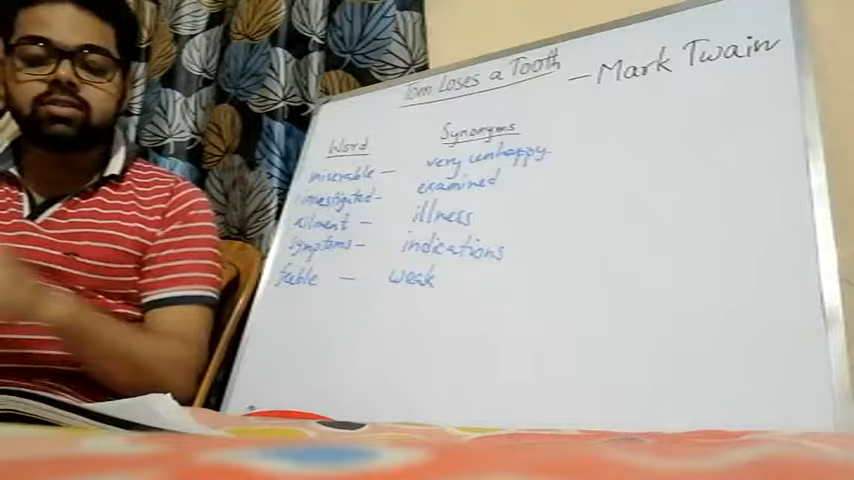 Tom Loses a Tooth - Mark Twain
Word Synonyms
miserable - very unhappy
investigated - examined
ailment - illness
symptoms - indications
feeble - weak